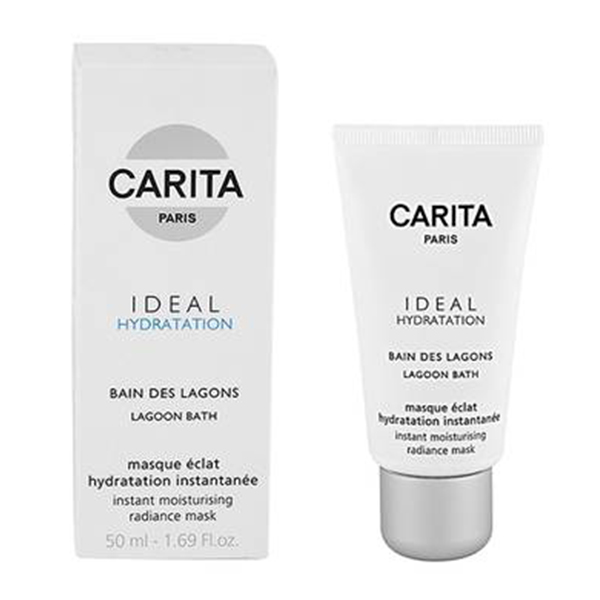 CARITA
PARIS
IDEAL
HYDRATATION
BAIN DES LAGONS
LAGOON BATH
masque éclat
hydratation instantanée
instant moisturising
radiance mask
50 ml - 1.69 Fl.oz.
CARITA
PARIS
IDEAL
HYDRATATION
BAIN DES LAGONS
LAGOON BATH
masque éclat
hydratation instantanée
instant moisturising
radiance mask